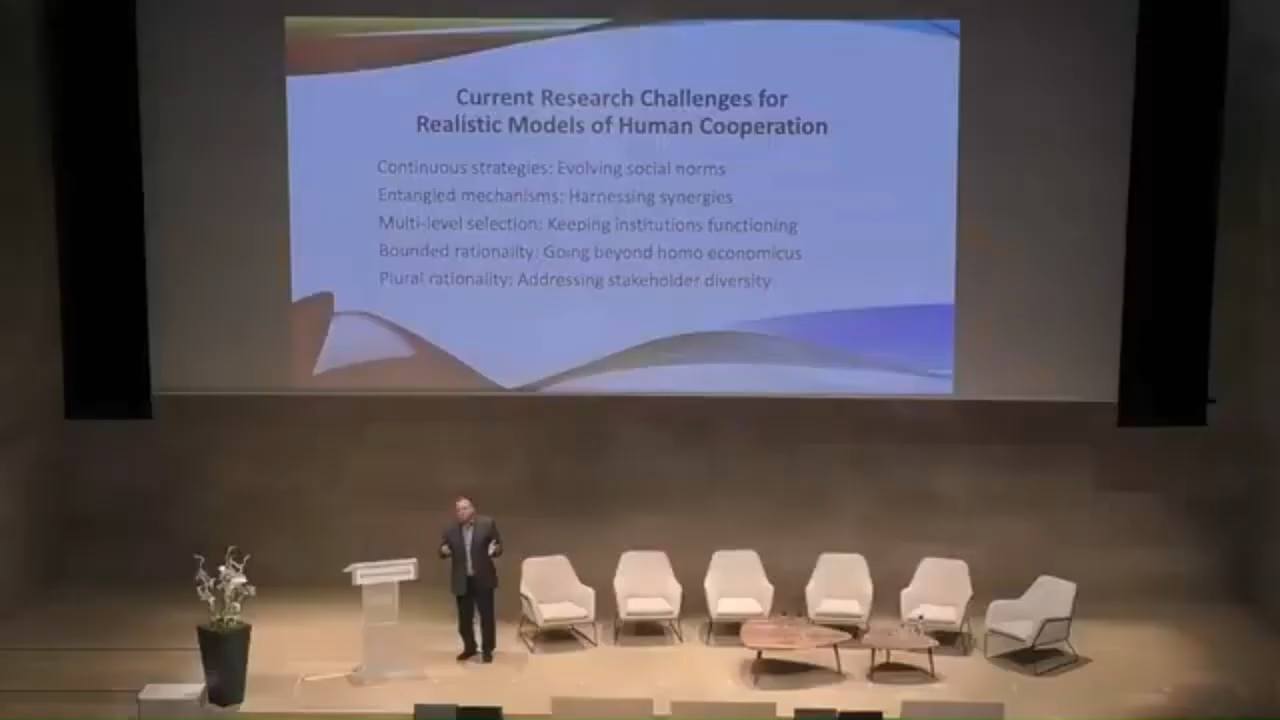 Current Research Challenges for
Realistic Models of Human Cooperation
Continuous strategies: Evolving social norms
Entangled mechanisms: Harnessing synergies
Multi-level selection: Keeping institutions functioning
Bounded rationality: Going beyond homo economicus
Plural rationality: Addressing stakeholder diversity